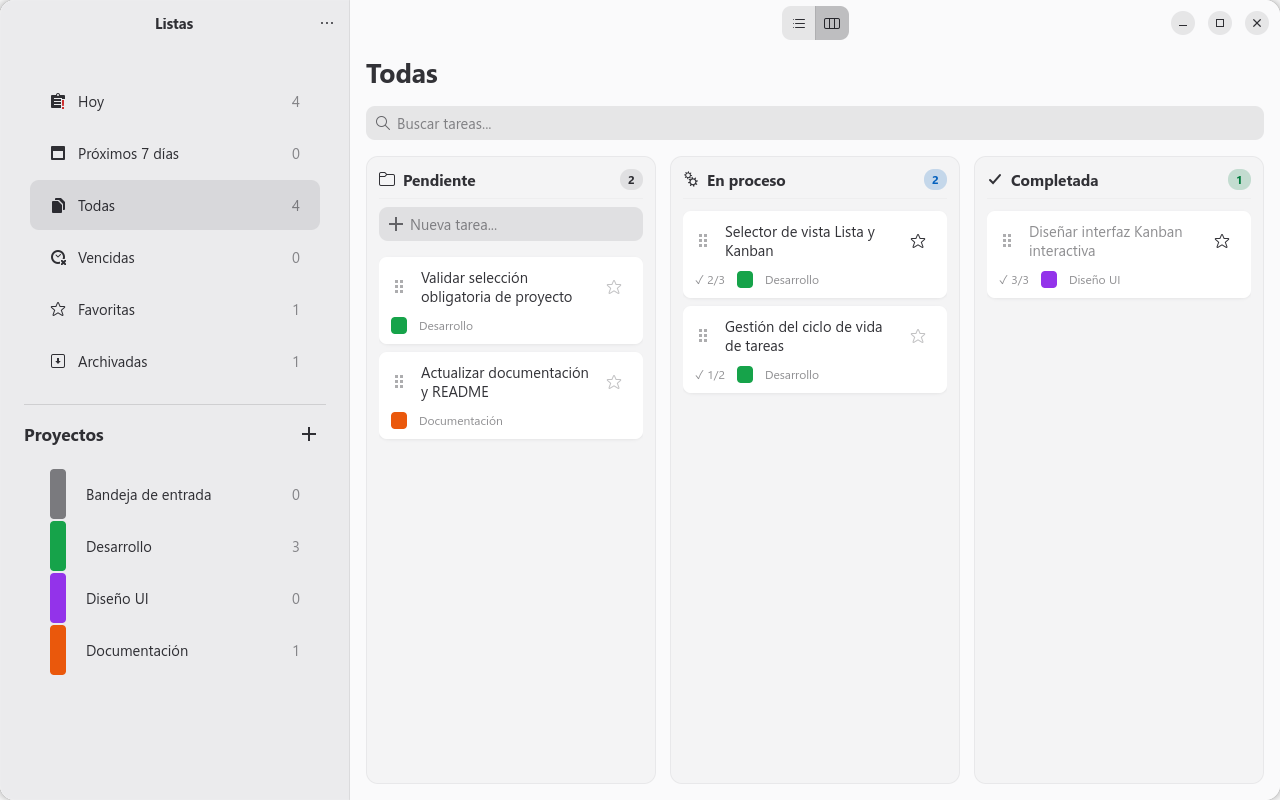 Listas
Hoy 4
Próximos 7 días 0
Todas 4
Vencidas 0
Favoritas 1
Archivadas 1
Proyectos
Bandeja de entrada 0
Desarrollo 3
Diseño UI 0
Documentación 1
Todas
Buscar tareas...
Pendiente 2
Nueva tarea...
Validar selección
obligatoria de proyecto
Desarrollo
Actualizar documentación
y README
Documentación
En proceso 2
Selector de vista Lista y
Kanban
✓ 2/3 Desarrollo
Gestión del ciclo de vida
de tareas
✓ 1/2 Desarrollo
Completada 1
Diseñar interfaz Kanban
interactiva
✓ 3/3 Diseño UI